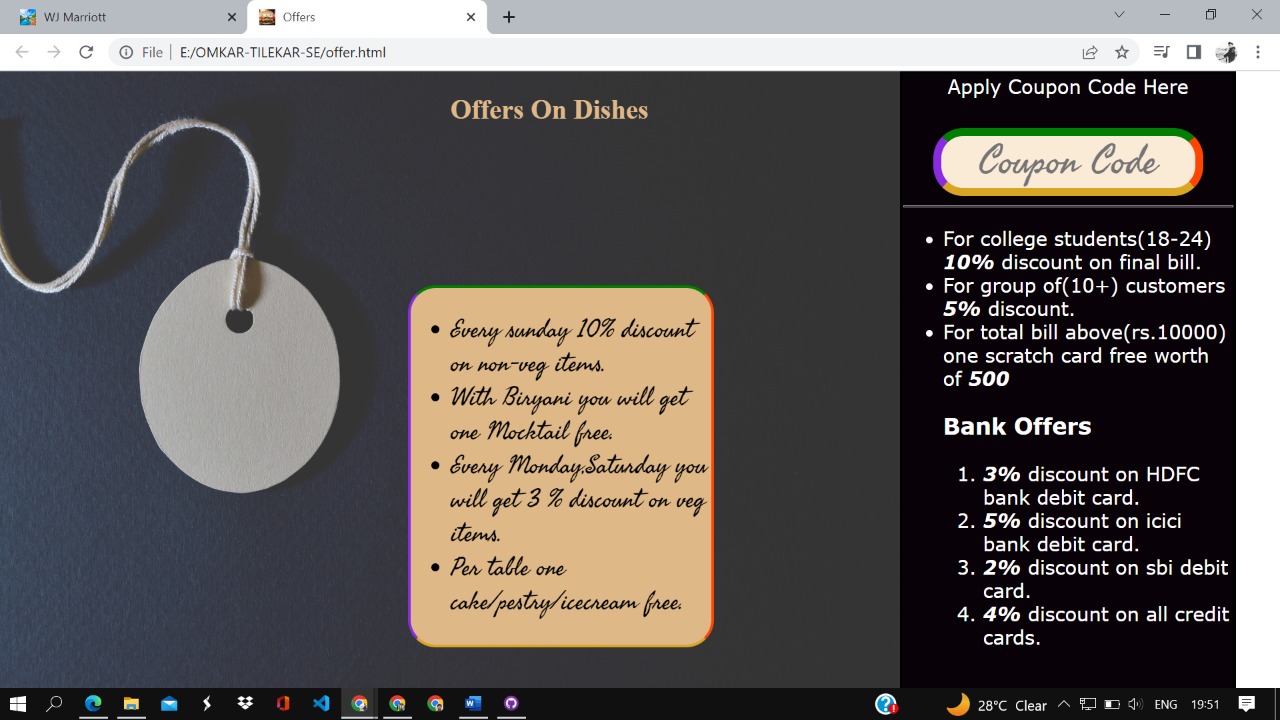 WJ Marriott
Offers
File
E:/OMKAR-TILEKAR-SE/offer.html
Offers On Dishes
Every sunday 10% discount
on non-veg items.
With Biryani you will get
one Mocktail free.
Every Monday,Saturday you
will get 3 % discount on veg
items.
Per table one
cake/pestry/icecream free.
Apply Coupon Code Here
Coupon Code
For college students(18-24)
10% discount on final bill.
For group of(10+) customers
5% discount.
For total bill above(rs.10000)
one scratch card free worth
of 500
Bank Offers
1. 3% discount on HDFC
bank debit card.
2. 5% discount on icici
bank debit card.
3. 2% discount on sbi debit
card.
4. 4% discount on all credit
cards.
28°C Clear
ENG
19:51